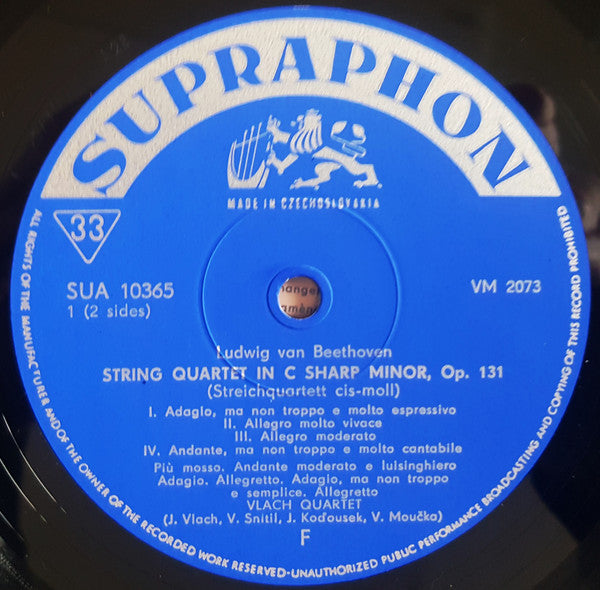 SUPRAPHON
MADE IN CZECHOSLOVAKIA
33
SUA 10365
1 (2 sides)
VM 2073
Ludwig van Beethoven
STRING QUARTET IN C SHARP MINOR, Op. 131
(Streichquartett cis-moll)
I. Adagio, ma non troppo e molto espressivo
II. Allegro molto vivace
III. Allegro moderato
IV. Andante, ma non troppo e molto cantabile
Più mosso. Andante moderato e luisinghiero
Adagio. Allegretto. Adagio, ma non troppo
e semplice. Allegretto
VLACH QUARTET
(J. Vlach, V. Snítil, J. Koďousek, V. Moučka)
F
ALL RIGHTS OF THE MANUFACTURER AND OF THE OWNER OF THE RECORDED WORK RESERVED-UNAUTHORIZED PUBLIC PERFORMANCE BROADCASTING AND COPYING OF THIS RECORD PROHIBITED